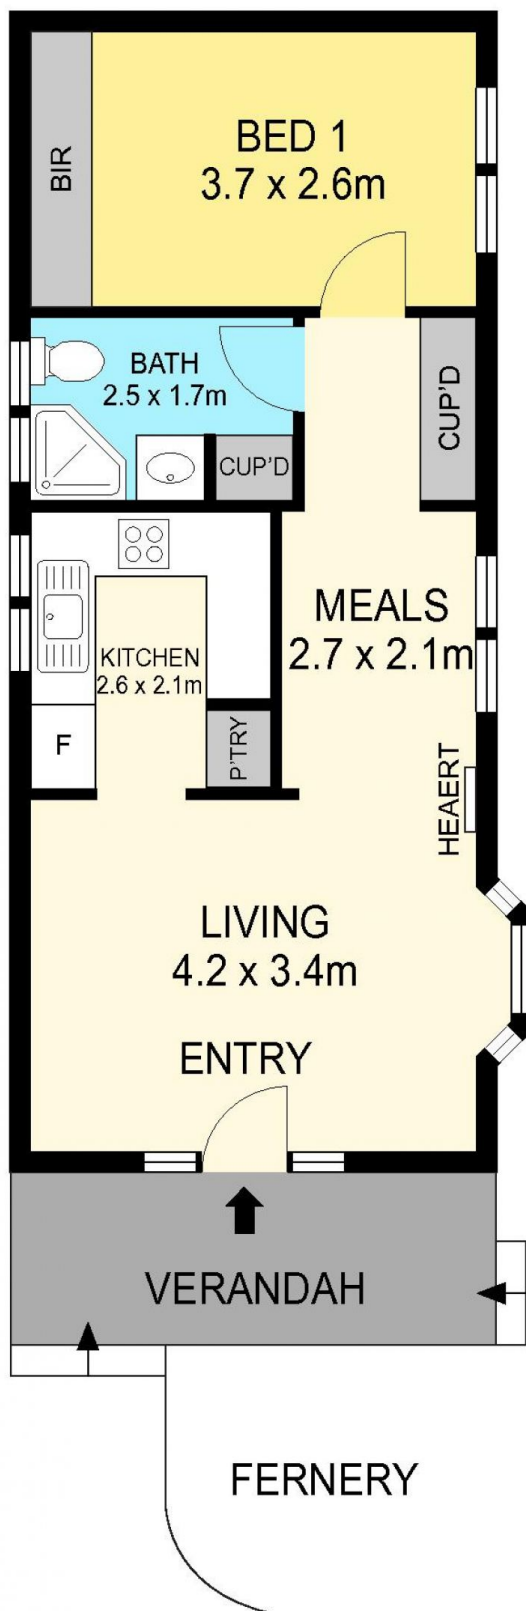 BED 1
3.7 x 2.6m
BIR
BATH
2.5 x 1.7m
CUP'D
CUP'D
MEALS
2.7 x 2.1m
KITCHEN
2.6 x 2.1m
F
P'TRY
HEAERT
LIVING
4.2 x 3.4m
ENTRY
VERANDAH
FERNERY